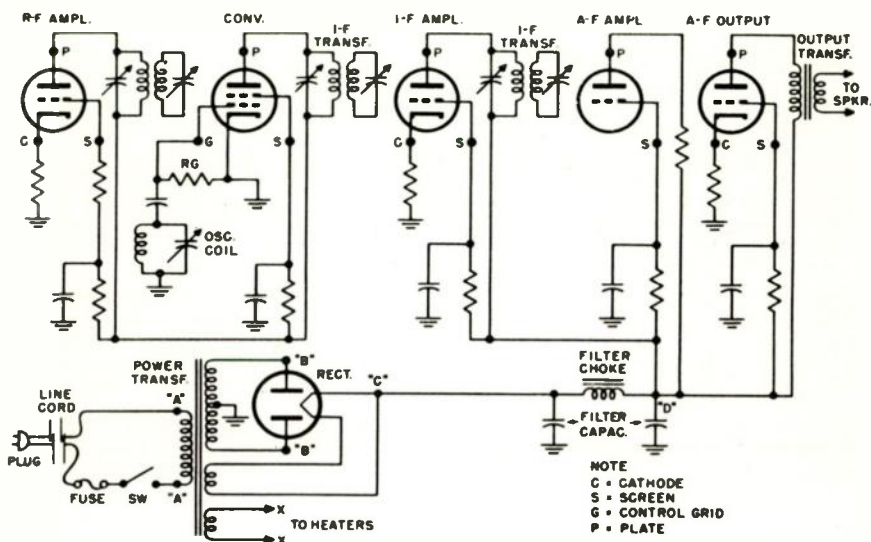 R-F AMPL.
CONV.
I-F TRANSF.
I-F AMPL.
I-F TRANSF.
A-F AMPL
A-F OUTPUT
OUTPUT TRANSF.
P
P
P
P
P
TO SPKR.
C
S
G
S
C
S
S
C
S
RG
OSC. COIL
POWER TRANSF.
"B"
RECT.
"C"
FILTER CHOKE
LINE CORD
"A"
"D"
FILTER CAPAC.
PLUG
"B"
FUSE
SW
"A"
X
TO HEATERS
X
NOTE
C = CATHODE
S = SCREEN
G = CONTROL GRID
P = PLATE